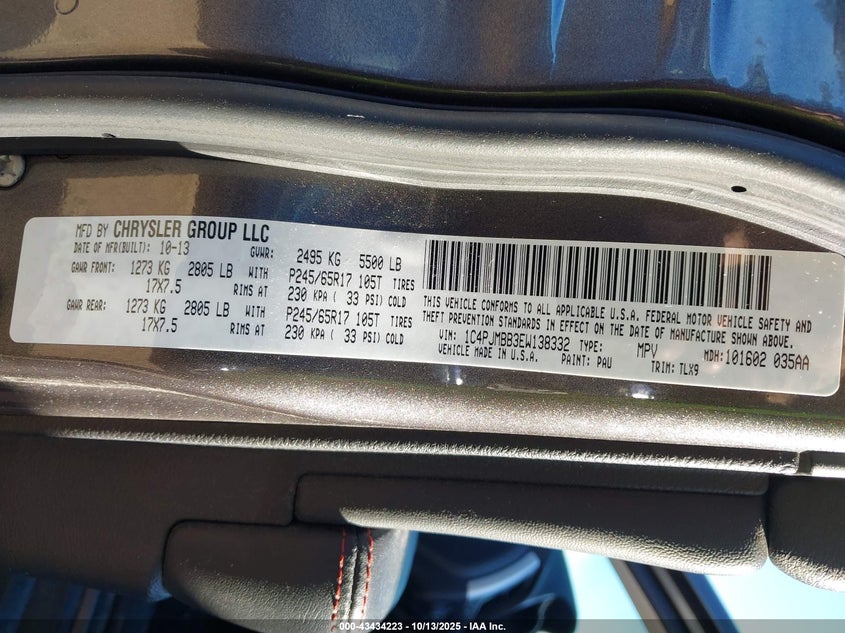 MFD BY CHRYSLER GROUP LLC
DATE OF MFR(BUILT): 10-13 GVWR: 2495 KG 5500 LB
GAWR FRONT: 1273 KG 2805 LB WITH P245/65R17 105T TIRES
17X7.5 RIMS AT 230 KPA ( 33 PSI) COLD
GAWR REAR: 1273 KG 2805 LB WITH P245/65R17 105T TIRES
17X7.5 RIMS AT 230 KPA ( 33 PSI) COLD
THIS VEHICLE CONFORMS TO ALL APPLICABLE U.S.A. FEDERAL MOTOR VEHICLE SAFETY AND
THEFT PREVENTION STANDARDS IN EFFECT ON THE DATE OF MANUFACTURE SHOWN ABOVE.
VIN: 1C4PJMBB3EW138332 TYPE: MPV MDH: 101602 035AA
VEHICLE MADE IN U.S.A. PAINT: PAU TRIM: TLX9
000-43434223 - 10/13/2025 - IAA Inc.